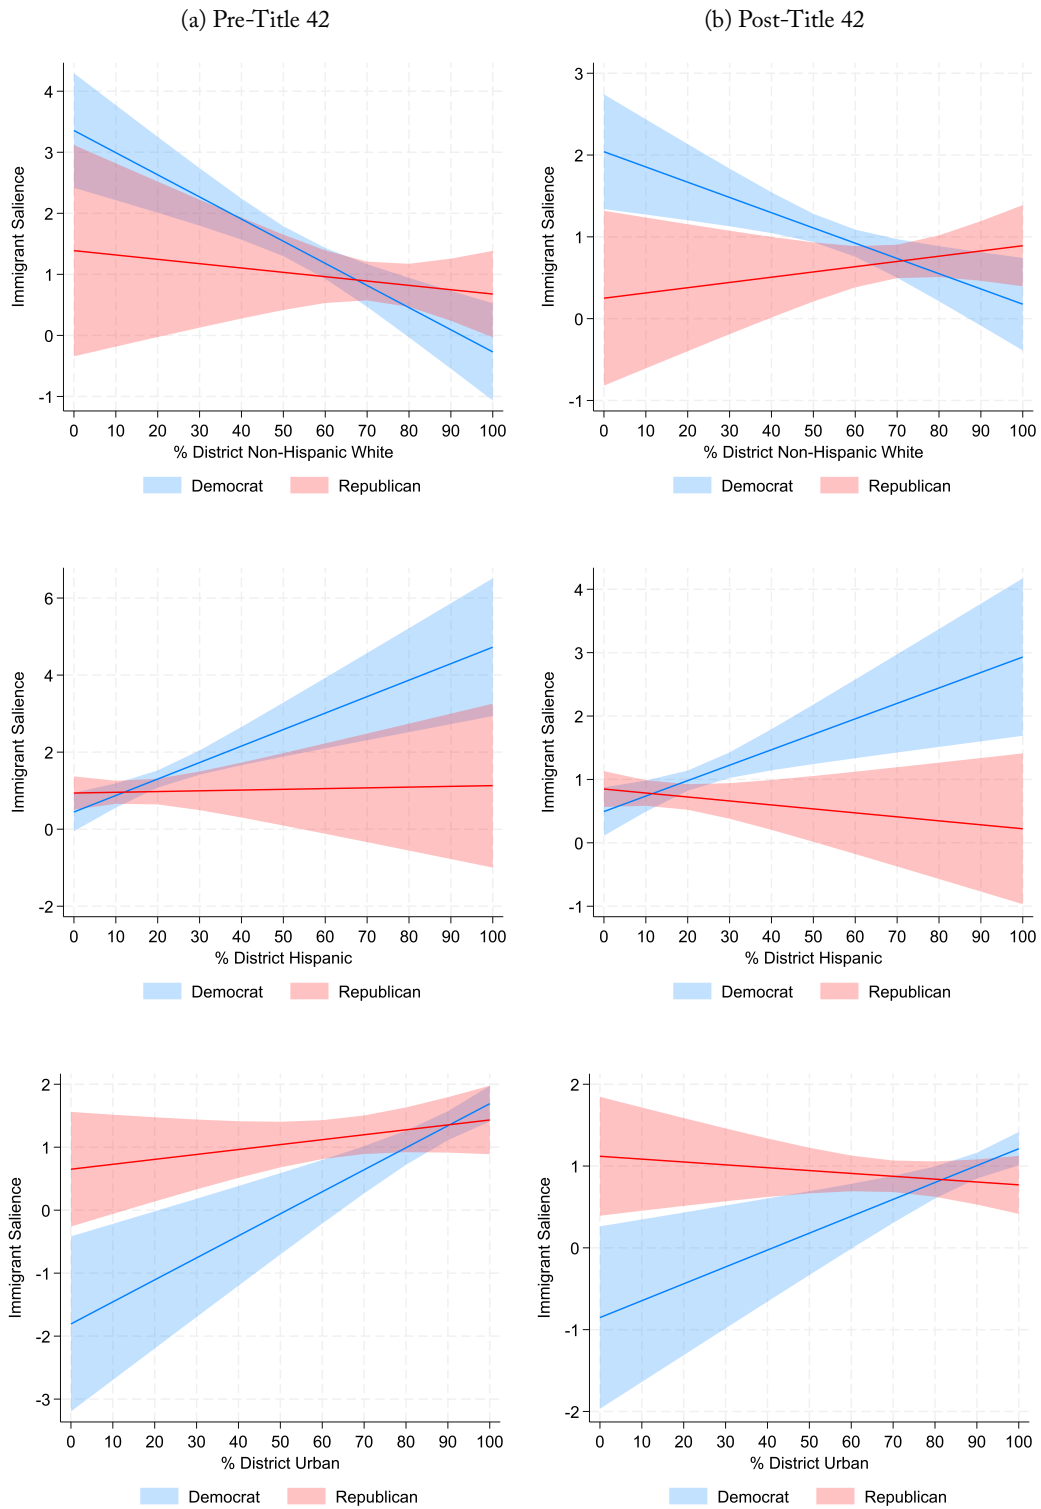 (a) Pre-Title 42
(b) Post-Title 42
Immigrant Salience
4
3
2
1
0
-1
0 10 20 30 40 50 60 70 80 90 100
% District Non-Hispanic White
Democrat Republican
Immigrant Salience
3
2
1
0
-1
0 10 20 30 40 50 60 70 80 90 100
% District Non-Hispanic White
Democrat Republican
Immigrant Salience
6
4
2
0
-2
0 10 20 30 40 50 60 70 80 90 100
% District Hispanic
Democrat Republican
Immigrant Salience
4
3
2
1
0
-1
0 10 20 30 40 50 60 70 80 90 100
% District Hispanic
Democrat Republican
Immigrant Salience
2
1
0
-1
-2
-3
0 10 20 30 40 50 60 70 80 90 100
% District Urban
Democrat Republican
Immigrant Salience
2
1
0
-1
-2
0 10 20 30 40 50 60 70 80 90 100
% District Urban
Democrat Republican